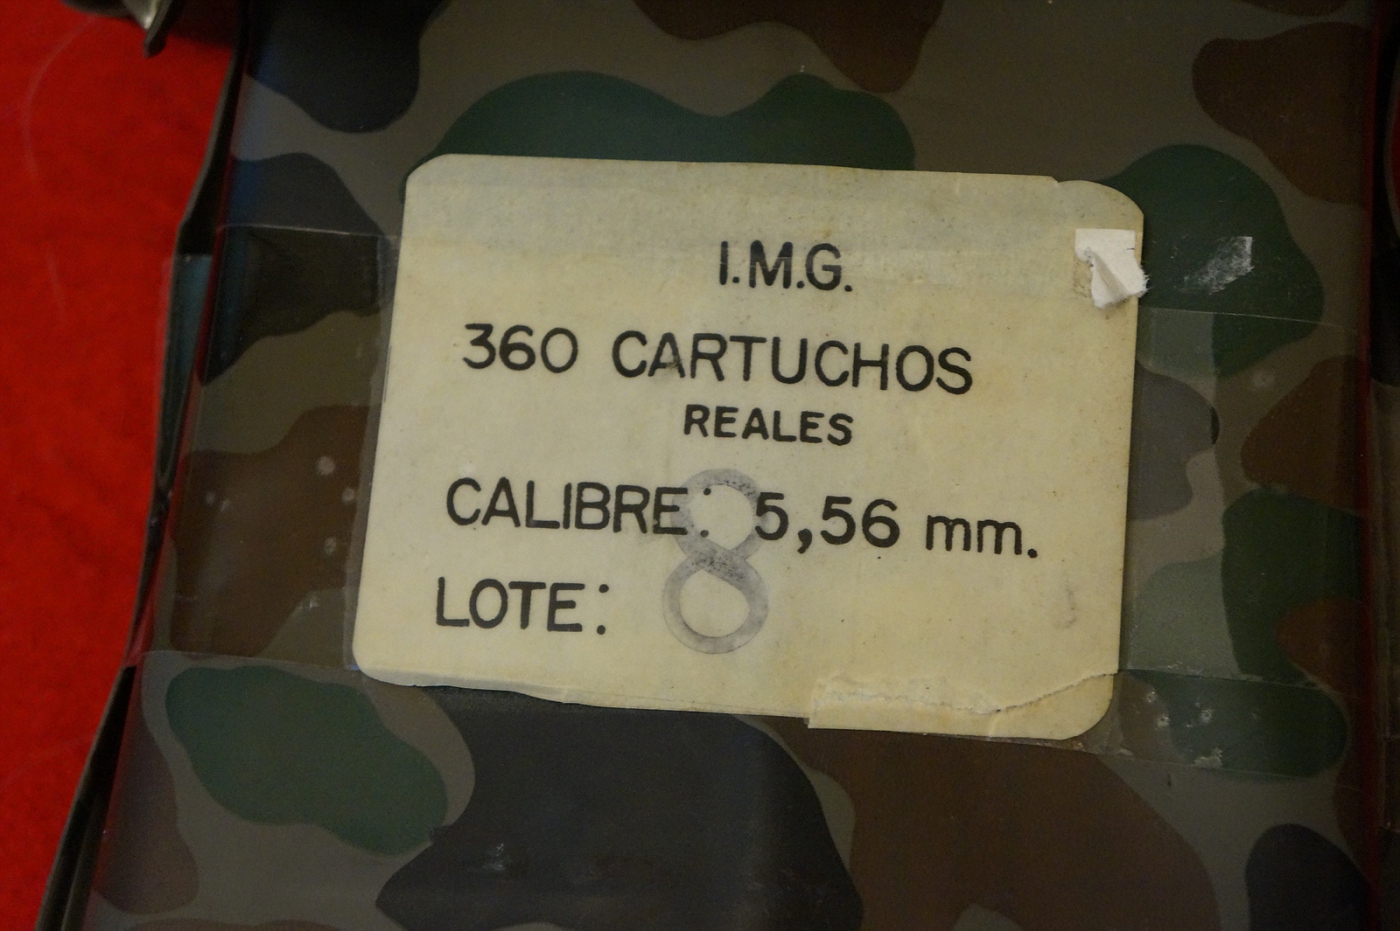 I.M.G.
360 CARTUCHOS
REALES
CALIBRE: 5,56 mm.
LOTE: 8